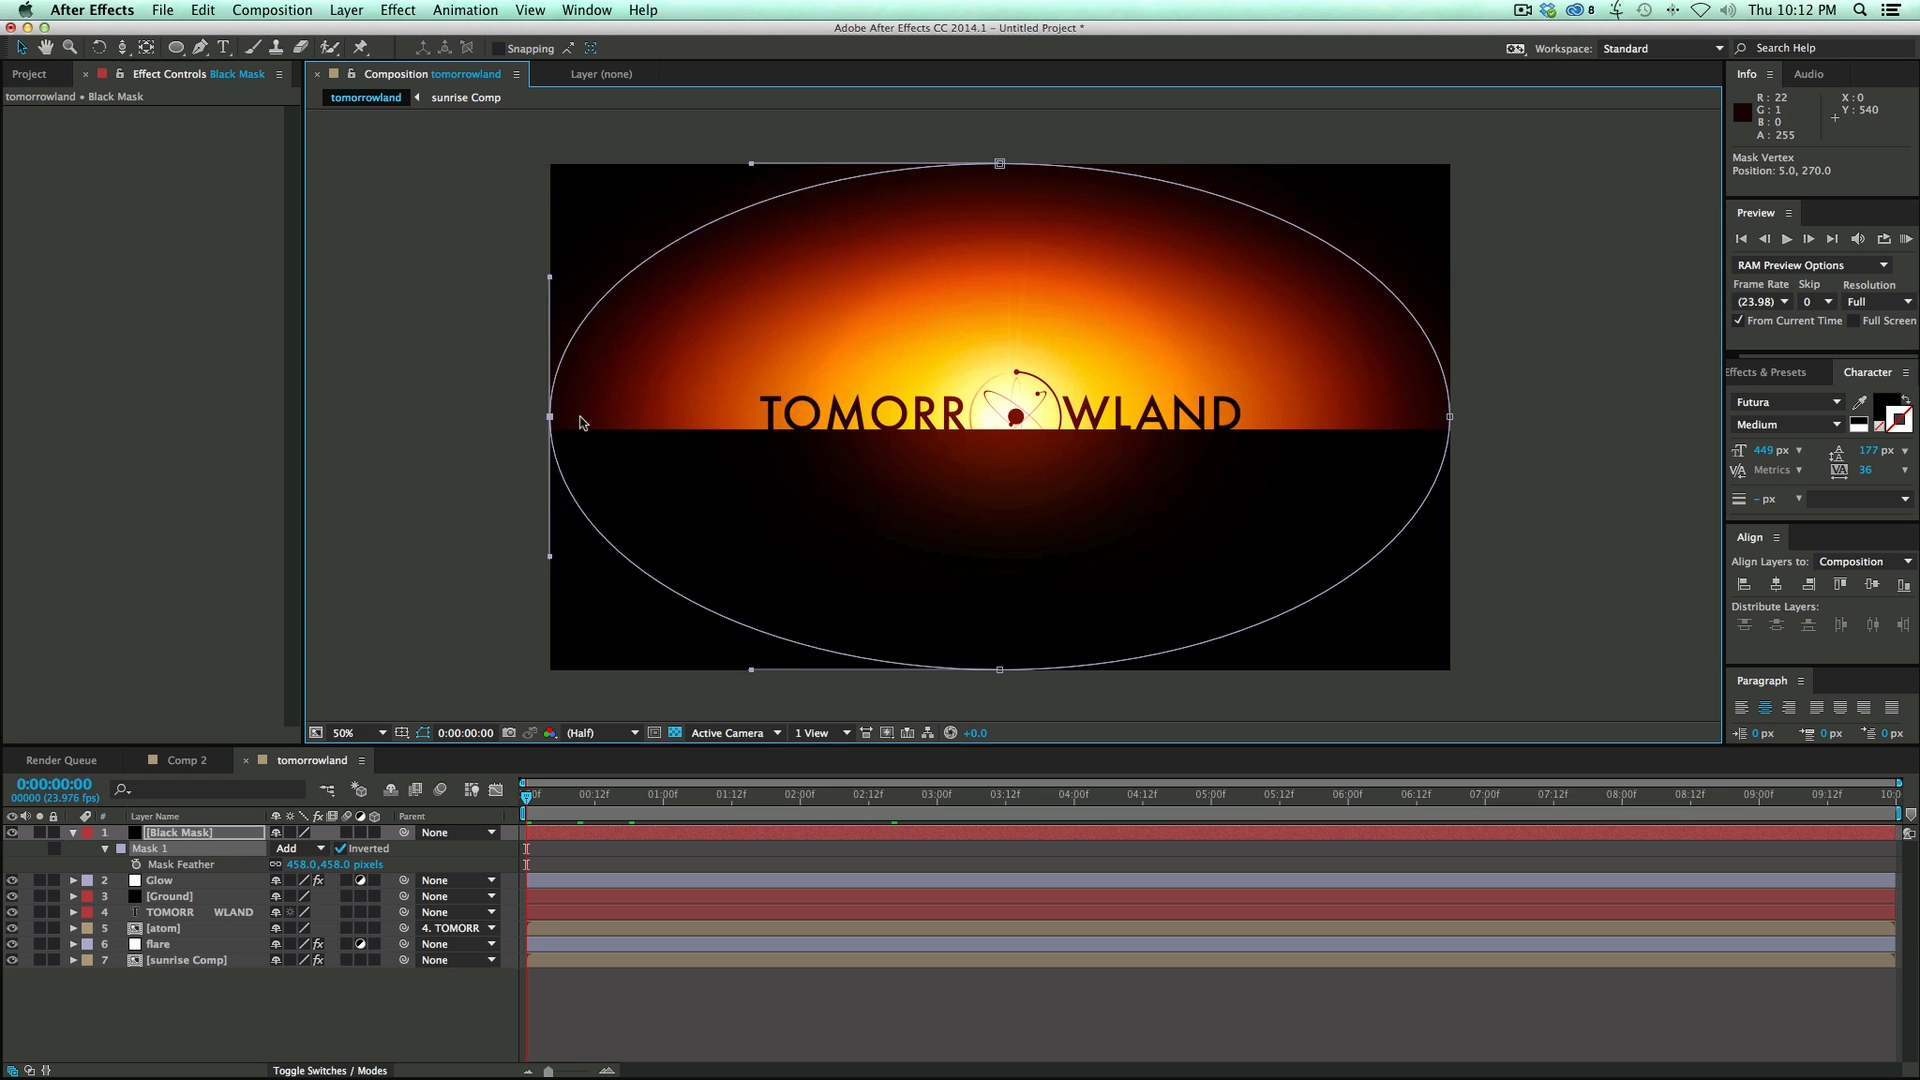 After Effects File Edit Composition Layer Effect Animation View Window Help
8 Thu 10:12 PM
Adobe After Effects CC 2014.1 – Untitled Project *
Snapping
Workspace: Standard
Search Help
Project
Effect Controls Black Mask
tomorrowland • Black Mask
Composition tomorrowland
Layer (none)
tomorrowland
sunrise Comp
TOMORR WLAND
50%
0:00:00:00
(Half)
Active Camera
1 View
+0.0
Info
Audio
R : 22
G : 1
B : 0
A : 255
X : 0
Y : 540
Mask Vertex
Position: 5.0, 270.0
Preview
RAM Preview Options
Frame Rate Skip Resolution
(23.98) 0 Full
From Current Time Full Screen
Effects & Presets
Character
Futura
Medium
449 px 177 px
Metrics 36
– px
Align
Align Layers to: Composition
Distribute Layers:
Paragraph
0 px 0 px 0 px
Render Queue
Comp 2
tomorrowland
0:00:00:00
00000 (23.976 fps)
# Layer Name Parent
00:12f 01:00f 01:12f 02:00f 02:12f 03:00f 03:12f 04:00f 04:12f 05:00f 05:12f 06:00f 06:12f 07:00f 07:12f 08:00f 08:12f 09:00f 09:12f 10:0
1 [Black Mask] None
Mask 1 Add Inverted
Mask Feather 458.0,458.0 pixels
2 Glow fx None
3 [Ground] None
4 T TOMORR WLAND None
5 [atom] 4. TOMORR
6 flare fx None
7 [sunrise Comp] fx None
Toggle Switches / Modes